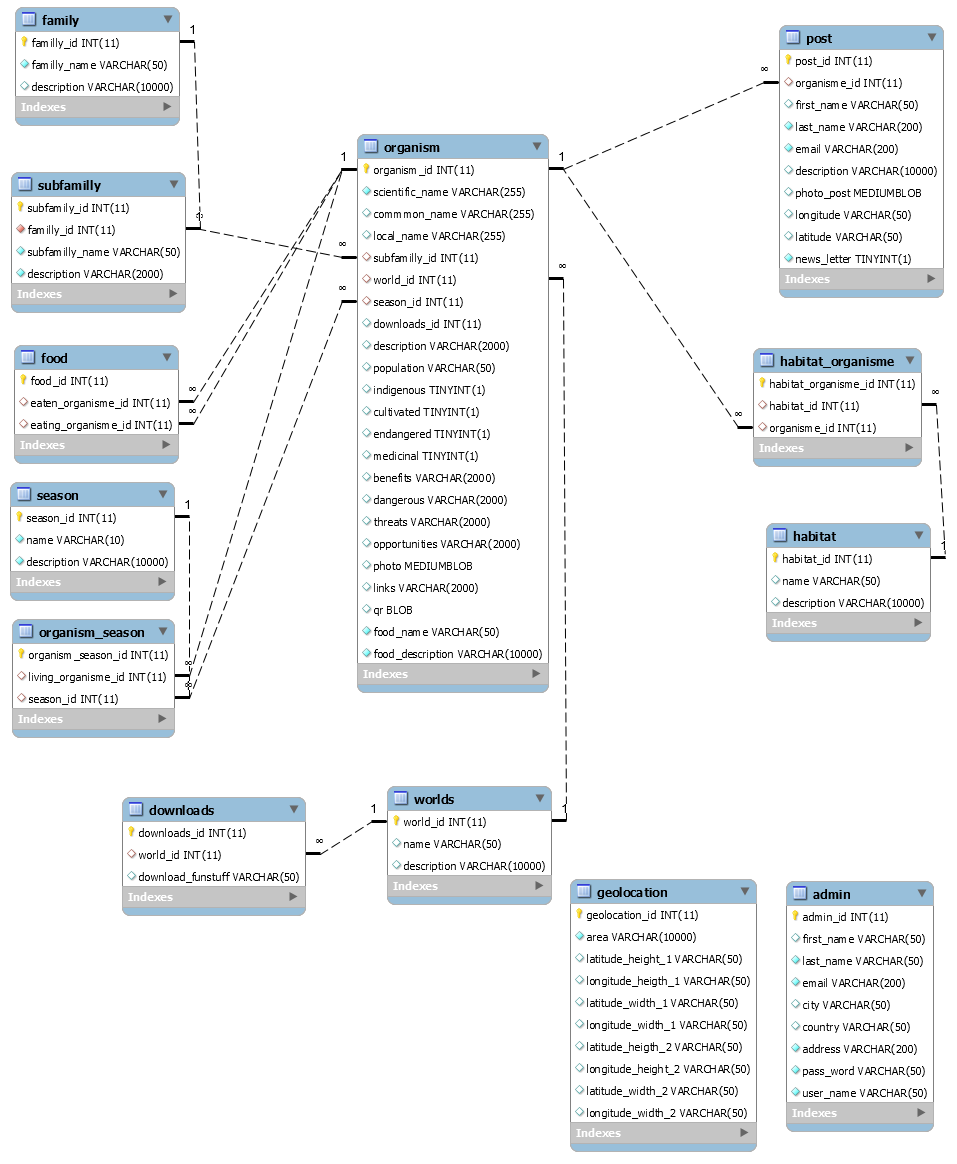 family
familly_id INT(11)
familly_name VARCHAR(50)
description VARCHAR(10000)
Indexes
1
subfamilly
subfamily_id INT(11)
familly_id INT(11)
subfamilly_name VARCHAR(50)
description VARCHAR(2000)
Indexes
∞
food
food_id INT(11)
eaten_organisme_id INT(11)
eating_organisme_id INT(11)
Indexes
∞
∞
season
season_id INT(11)
name VARCHAR(10)
description VARCHAR(10000)
Indexes
1
organism_season
organism_season_id INT(11)
living_organisme_id INT(11)
season_id INT(11)
Indexes
∞
∞
1
∞
∞
organism
organism_id INT(11)
scientific_name VARCHAR(255)
commmon_name VARCHAR(255)
local_name VARCHAR(255)
subfamilly_id INT(11)
world_id INT(11)
season_id INT(11)
downloads_id INT(11)
description VARCHAR(2000)
population VARCHAR(50)
indigenous TINYINT(1)
cultivated TINYINT(1)
endangered TINYINT(1)
medicinal TINYINT(1)
benefits VARCHAR(2000)
dangerous VARCHAR(2000)
threats VARCHAR(2000)
opportunities VARCHAR(2000)
photo MEDIUMBLOB
links VARCHAR(2000)
qr BLOB
food_name VARCHAR(50)
food_description VARCHAR(10000)
Indexes
1
∞
post
post_id INT(11)
organisme_id INT(11)
first_name VARCHAR(50)
last_name VARCHAR(200)
email VARCHAR(200)
description VARCHAR(10000)
photo_post MEDIUMBLOB
longitude VARCHAR(50)
latitude VARCHAR(50)
news_letter TINYINT(1)
Indexes
∞
habitat_organisme
habitat_organisme_id INT(11)
habitat_id INT(11)
organisme_id INT(11)
Indexes
∞
∞
habitat
habitat_id INT(11)
name VARCHAR(50)
description VARCHAR(10000)
Indexes
1
downloads
downloads_id INT(11)
world_id INT(11)
download_funstuff VARCHAR(50)
Indexes
∞
1
worlds
world_id INT(11)
name VARCHAR(50)
description VARCHAR(10000)
Indexes
1
geolocation
geolocation_id INT(11)
area VARCHAR(10000)
latitude_height_1 VARCHAR(50)
longitude_heigth_1 VARCHAR(50)
latitude_width_1 VARCHAR(50)
longitude_width_1 VARCHAR(50)
latitude_heigth_2 VARCHAR(50)
longitude_height_2 VARCHAR(50)
latitude_width_2 VARCHAR(50)
longitude_width_2 VARCHAR(50)
Indexes
admin
admin_id INT(11)
first_name VARCHAR(50)
last_name VARCHAR(50)
email VARCHAR(200)
city VARCHAR(50)
country VARCHAR(50)
address VARCHAR(200)
pass_word VARCHAR(50)
user_name VARCHAR(50)
Indexes